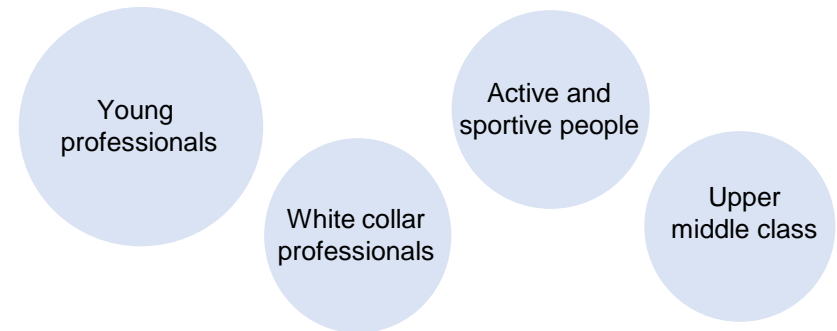 Young
professionals
White collar
professionals
Active and
sportive people
Upper
middle class